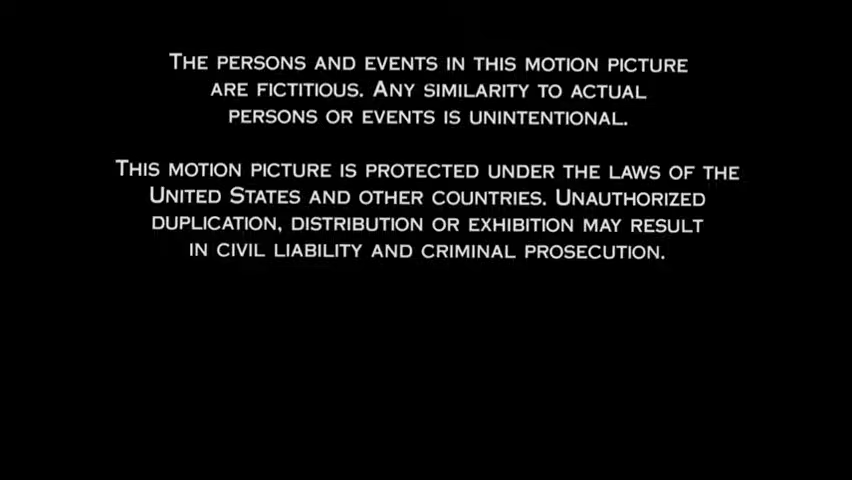 THE PERSONS AND EVENTS IN THIS MOTION PICTURE
ARE FICTITIOUS. ANY SIMILARITY TO ACTUAL
PERSONS OR EVENTS IS UNINTENTIONAL.
THIS MOTION PICTURE IS PROTECTED UNDER THE LAWS OF THE
UNITED STATES AND OTHER COUNTRIES. UNAUTHORIZED
DUPLICATION, DISTRIBUTION OR EXHIBITION MAY RESULT
IN CIVIL LIABILITY AND CRIMINAL PROSECUTION.